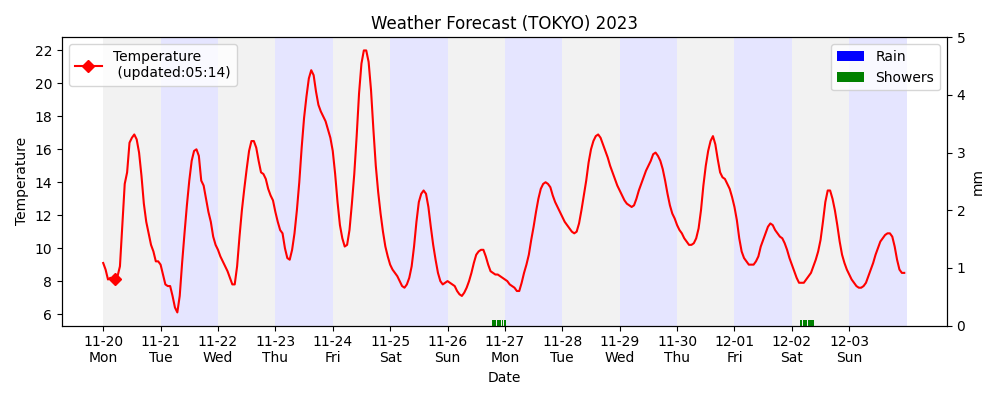 Weather Forecast (TOKYO) 2023
Temperature
(updated:05:14)
Rain
Showers
Temperature
22
20
18
16
14
12
10
8
6
5
4
3
2
1
0
mm
11-20 11-21 11-22 11-23 11-24 11-25 11-26 11-27 11-28 11-29 11-30 12-01 12-02 12-03
Mon Tue Wed Thu Fri Sat Sun Mon Tue Wed Thu Fri Sat Sun
Date